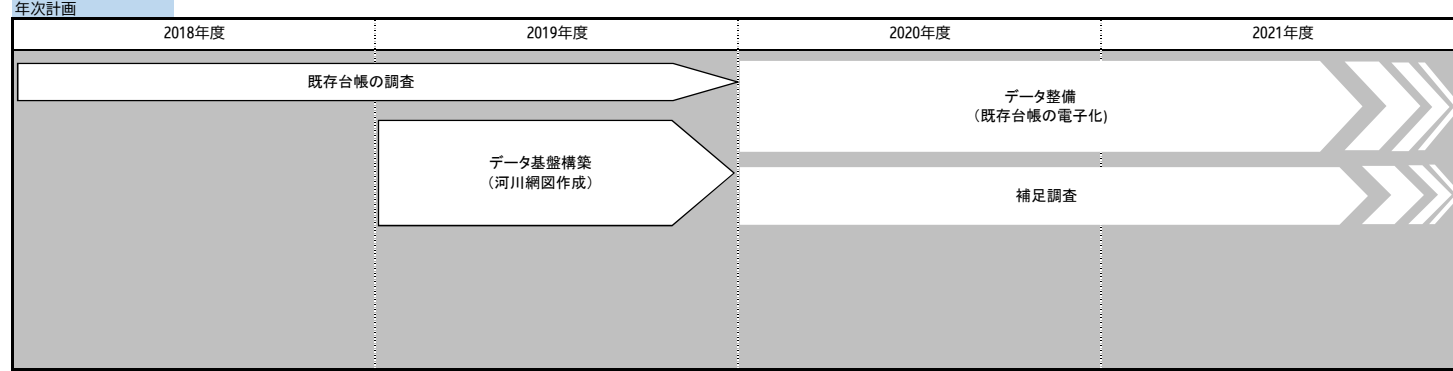 年次計画
2018年度
2019年度
2020年度
2021年度
既存台帳の調査
データ整備
（既存台帳の電子化)
データ基盤構築
（河川網図作成）
補足調査